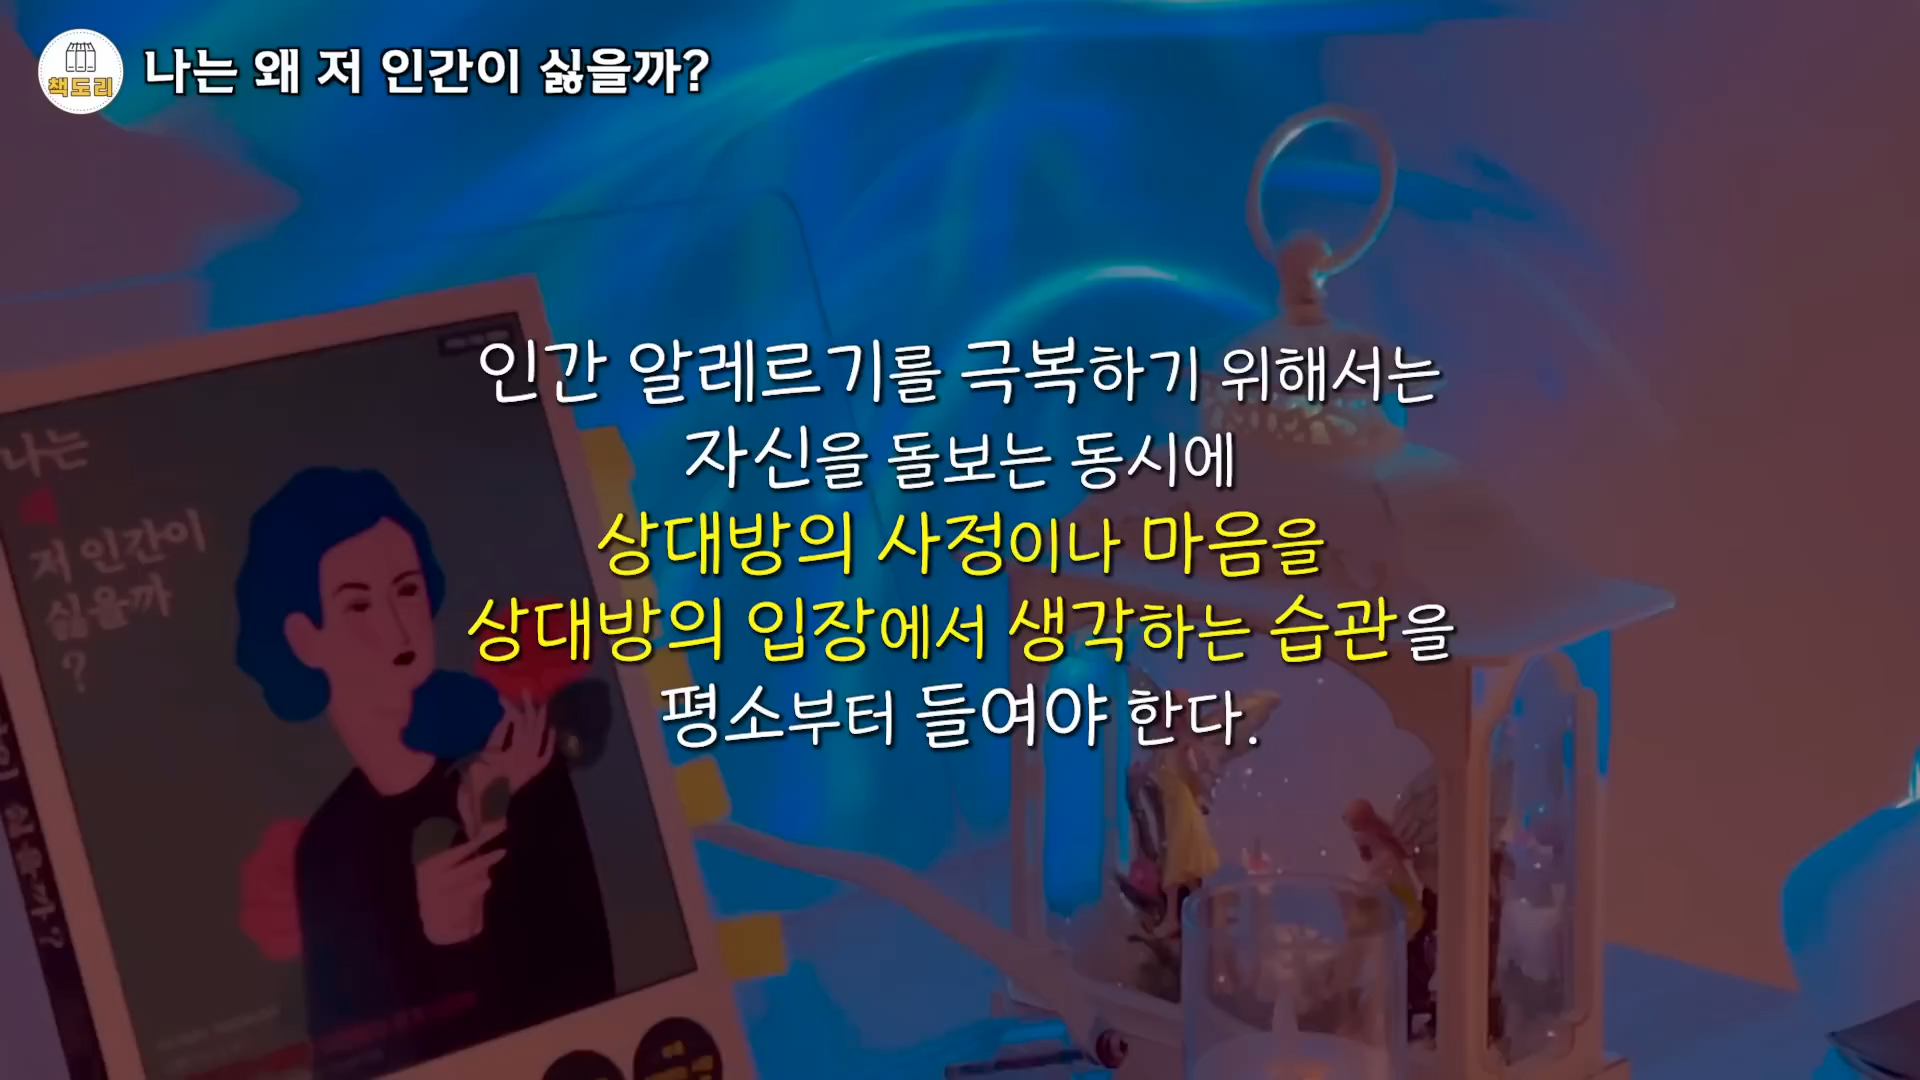 책도리
나는 왜 저 인간이 싫을까?
인간 알레르기를 극복하기 위해서는
자신을 돌보는 동시에
상대방의 사정이나 마음을
상대방의 입장에서 생각하는 습관을
평소부터 들여야 한다.
나는
저 인간이
싫을까
?